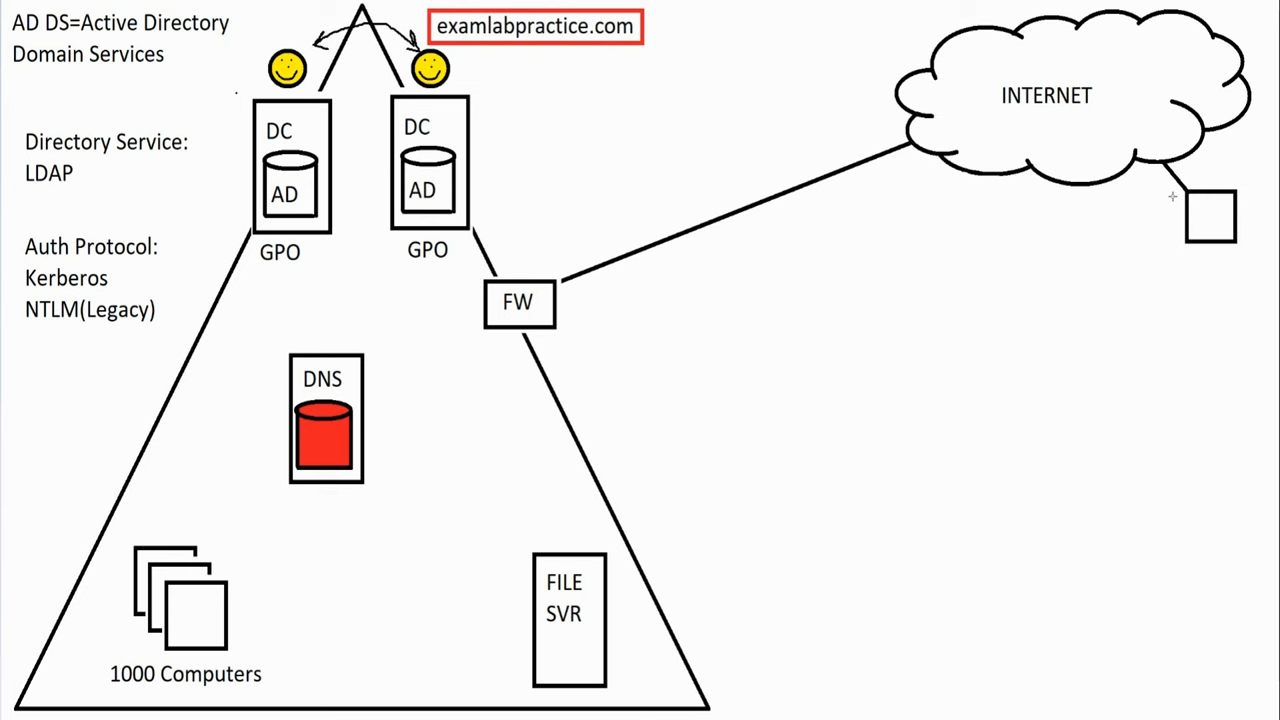 AD DS=Active Directory
Domain Services
examlabpractice.com
INTERNET
DC
AD
GPO
DC
AD
GPO
Directory Service:
LDAP
Auth Protocol:
Kerberos
NTLM(Legacy)
FW
DNS
FILE
SVR
1000 Computers